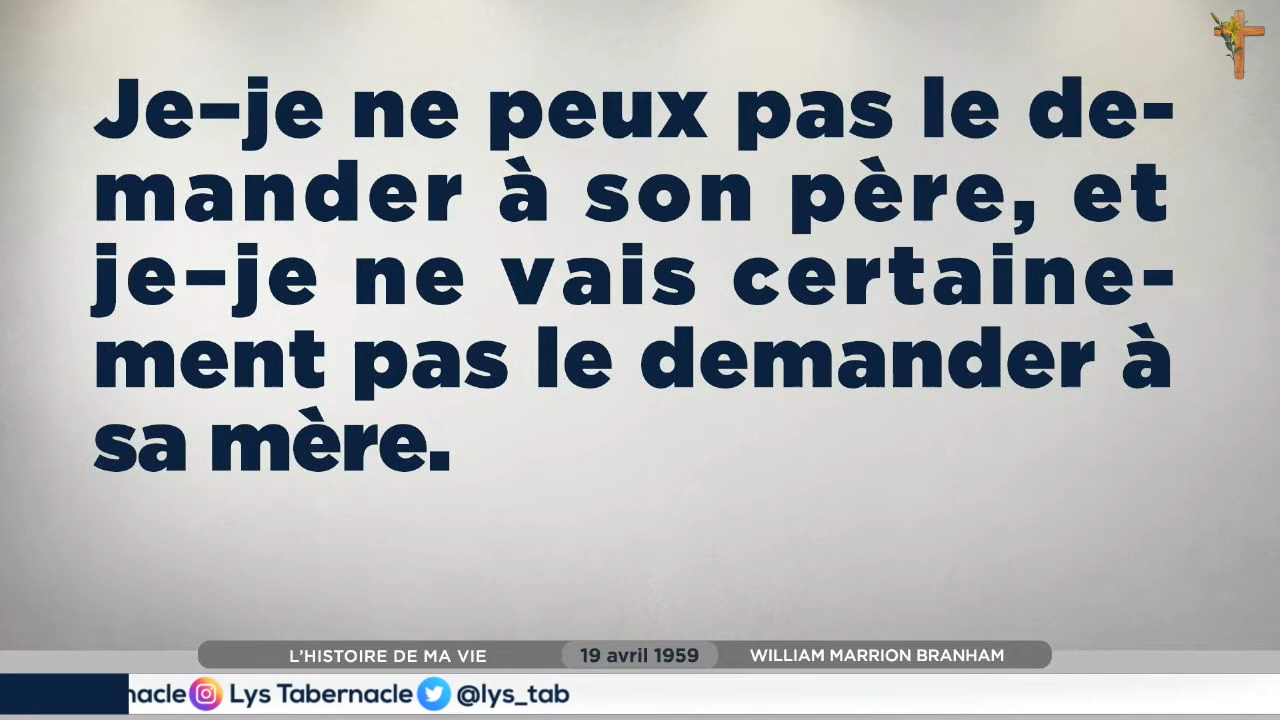 Je-je ne peux pas le de-
mander à son père, et
je-je ne vais certaine-
ment pas le demander à
sa mère.
L'HISTOIRE DE MA VIE 19 avril 1959 WILLIAM MARRION BRANHAM
nacle Lys Tabernacle @lys_tab